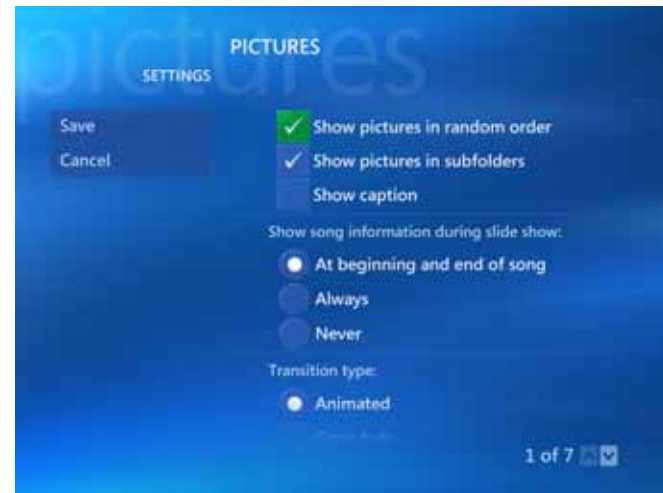 pictures
PICTURES
SETTINGS
Save
Cancel
Show pictures in random order
Show pictures in subfolders
Show caption
Show song information during slide show:
At beginning and end of song
Always
Never
Transition type:
Animated
1 of 7